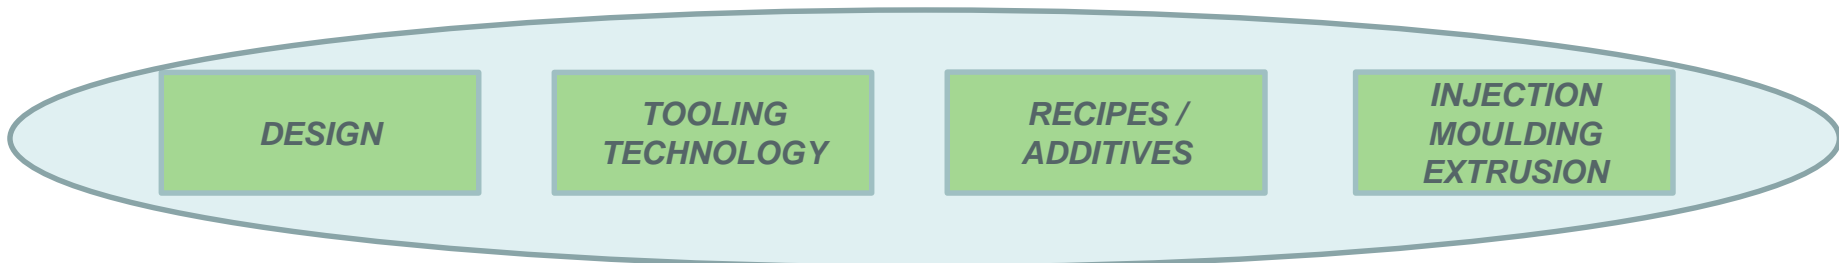 DESIGN
TOOLING
TECHNOLOGY
RECIPES /
ADDITIVES
INJECTION
MOULDING
EXTRUSION